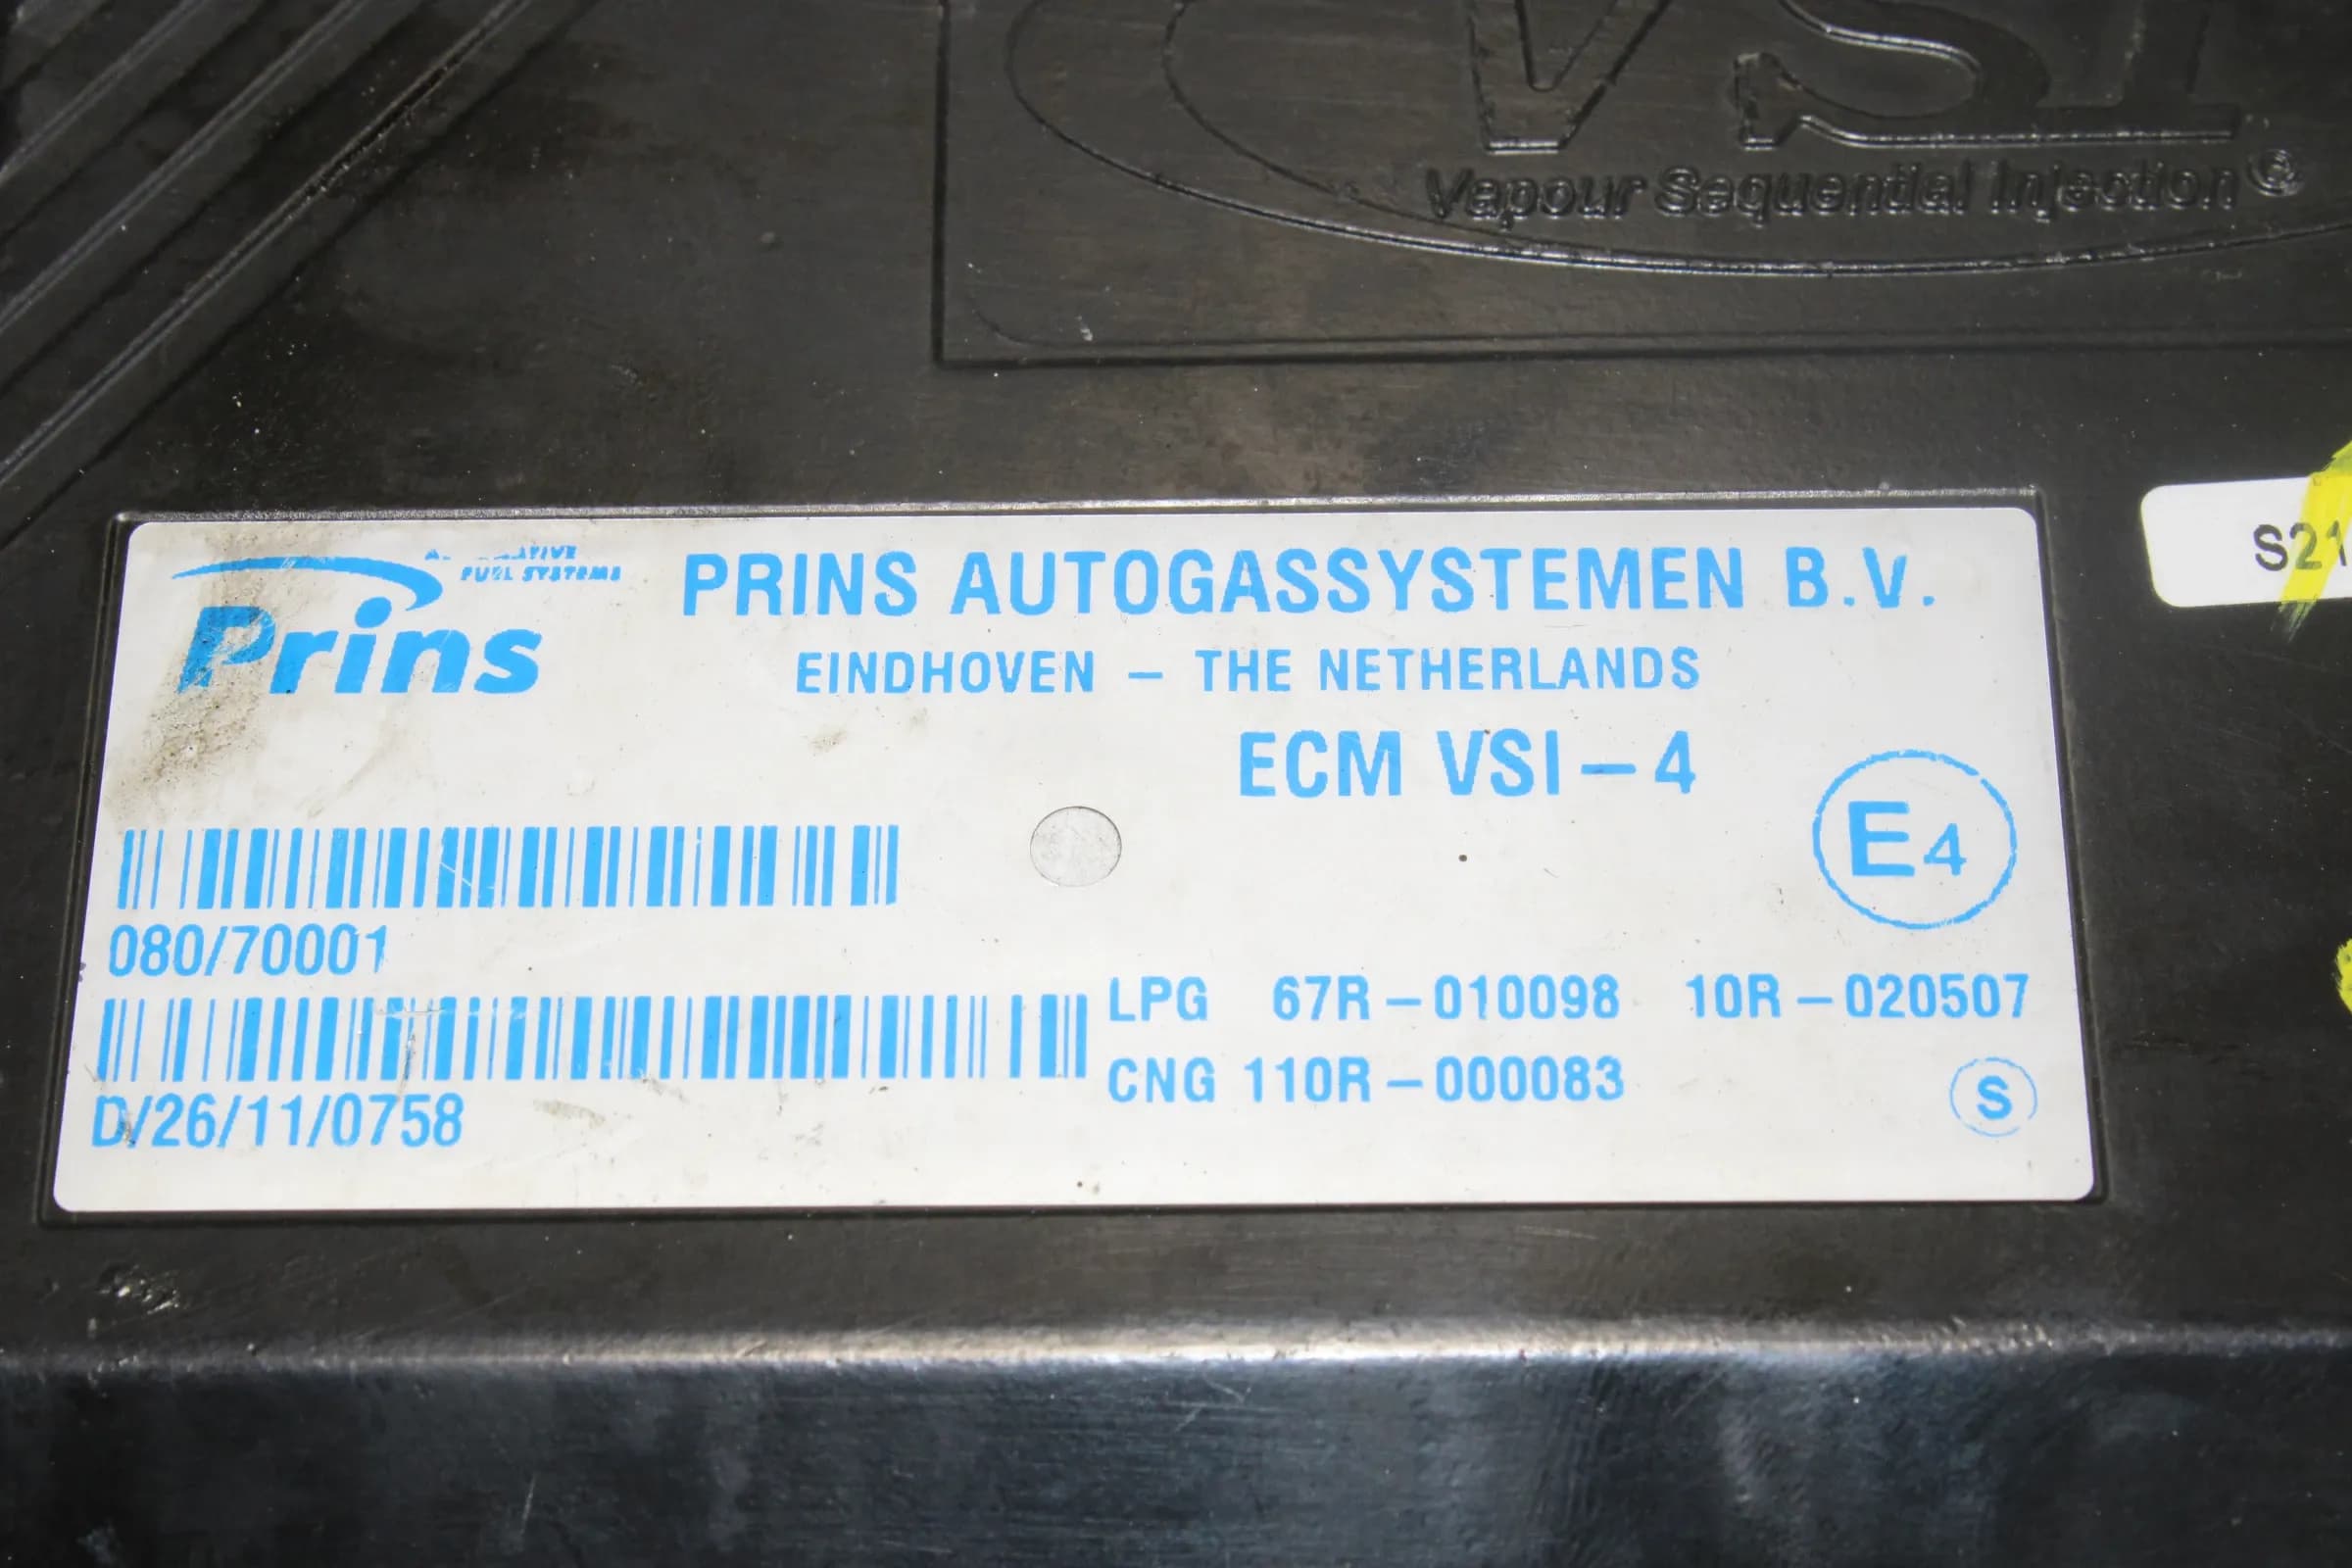 VSI
Vapour Sequential Injection©
S21
FUEL SYSTEMS
Prins
PRINS AUTOGASSYSTEMEN B.V.
EINDHOVEN – THE NETHERLANDS
ECM VSI–4
E4
080/70001
LPG 67R–010098 10R–020507
CNG 110R–000083
S
D/26/11/0758